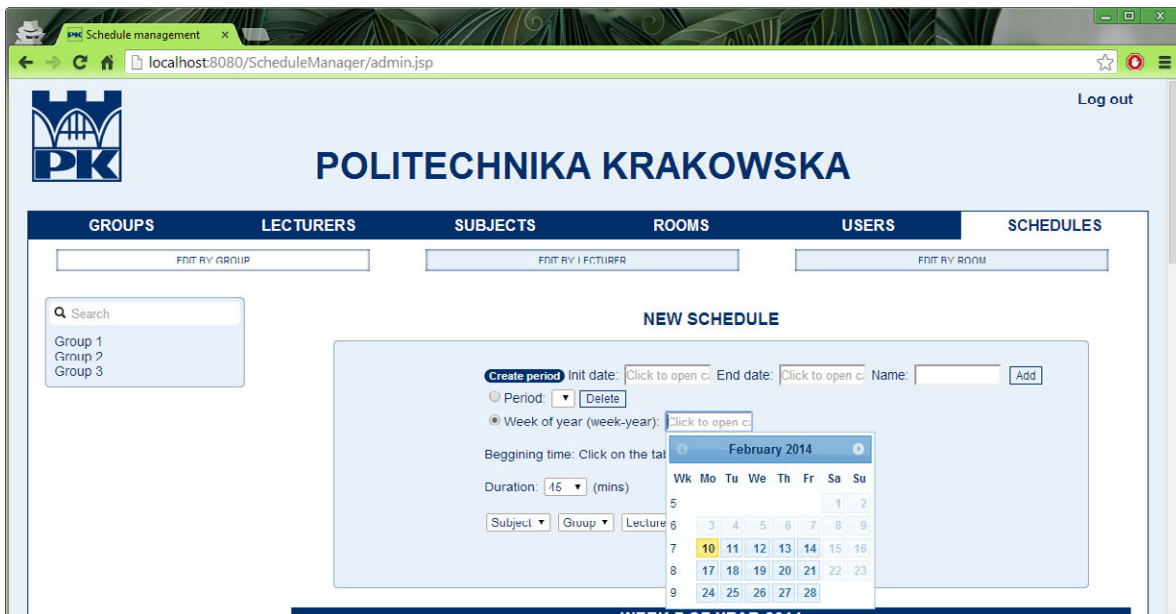 Schedule management
localhost:8080/ScheduleManager/admin.jsp
Log out
PK
POLITECHNIKA KRAKOWSKA
GROUPS LECTURERS SUBJECTS ROOMS USERS SCHEDULES
EDIT BY GROUP EDIT BY LECTURER EDIT BY ROOM
Search
Group 1
Group 2
Group 3
NEW SCHEDULE
Create period Init date: Click to open c End date: Click to open c Name: Add
Period: Delete
Week of year (week-year): Click to open c
Beggining time: Click on the tab
Duration: 45 (mins)
Subject Group Lecture
February 2014
Wk Mo Tu We Th Fr Sa Su
5 1 2
6 3 4 5 6 7 8 9
7 10 11 12 13 14 15 16
8 17 18 19 20 21 22 23
9 24 25 26 27 28
WEEK 7 OF YEAR 2014